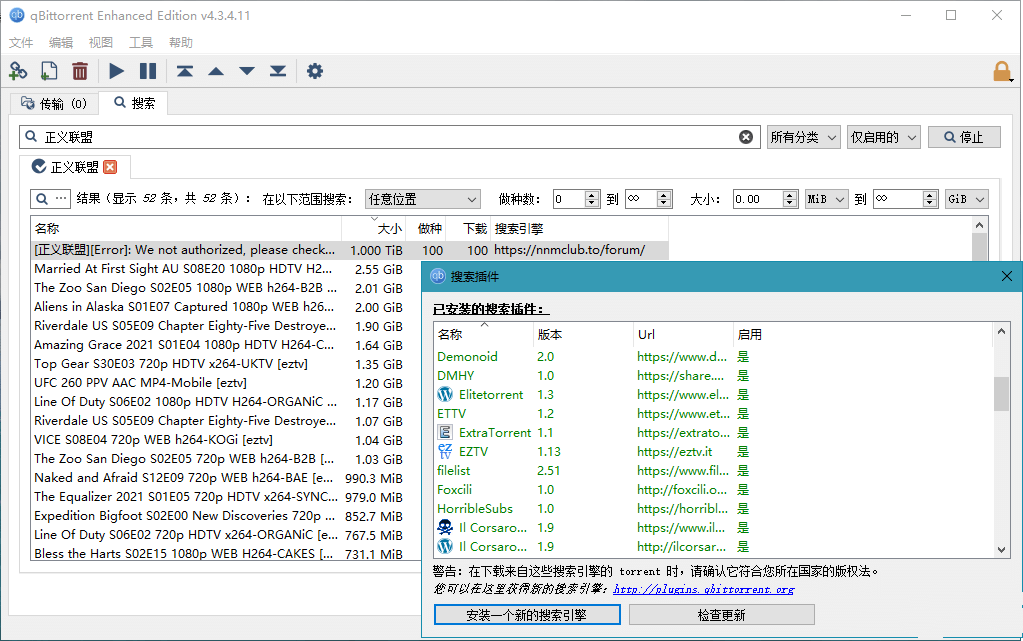 qBittorrent Enhanced Edition v4.3.4.11
文件 编辑 视图 工具 帮助
传输 (0) 搜索
正义联盟 所有分类 仅启用的 停止
正义联盟
结果（显示 52 条，共 52 条）： 在以下范围搜索： 任意位置 做种数： 0 到 ∞ 大小： 0.00 MiB 到 ∞ GiB
名称 大小 做种 下载 搜索引擎
[正义联盟][Error]: We not authorized, please check... 1.000 TiB 100 100 https://nnmclub.to/forum/
Married At First Sight AU S08E20 1080p HDTV H2... 2.55 GiB
The Zoo San Diego S02E05 1080p WEB h264-B2B ... 2.01 GiB
Aliens in Alaska S01E07 Captured 1080p WEB h26... 2.00 GiB
Riverdale US S05E09 Chapter Eighty-Five Destroye... 1.90 GiB
Amazing Grace 2021 S01E04 1080p HDTV H264-C... 1.64 GiB
Top Gear S30E03 720p HDTV x264-UKTV [eztv] 1.35 GiB
UFC 260 PPV AAC MP4-Mobile [eztv] 1.20 GiB
Line Of Duty S06E02 1080p HDTV H264-ORGANiC ... 1.17 GiB
Riverdale US S05E09 Chapter Eighty-Five Destroye... 1.07 GiB
VICE S08E04 720p WEB h264-KOGi [eztv] 1.04 GiB
The Zoo San Diego S02E05 720p WEB h264-B2B [... 1.03 GiB
Naked and Afraid S12E09 720p WEB h264-BAE [e... 990.3 MiB
The Equalizer 2021 S01E05 720p HDTV x264-SYNC... 979.0 MiB
Expedition Bigfoot S02E00 New Discoveries 720p ... 852.7 MiB
Line Of Duty S06E02 720p HDTV x264-ORGANiC [e... 767.5 MiB
Bless the Harts S02E15 1080p WEB H264-CAKES [... 731.1 MiB
搜索插件
已安装的搜索插件：
名称 版本 Url 启用
Demonoid 2.0 https://www.d... 是
DMHY 1.0 https://share.... 是
Elitetorrent 1.3 https://www.el... 是
ETTV 1.2 https://www.et... 是
ExtraTorrent 1.1 https://extrato... 是
EZTV 1.13 https://eztv.it 是
filelist 2.51 https://www.fil... 是
Foxcili 1.0 http://foxcili.o... 是
HorribleSubs 1.0 https://horribl... 是
Il Corsaro... 1.9 https://www.il... 是
Il Corsaro... 1.9 http://ilcorsar... 是
警告：在下载来自这些搜索引擎的 torrent 时，请确认它符合您所在国家的版权法。
您可以在这里获得新的搜索引擎：http://plugins.qbittorrent.org
安装一个新的搜索引擎 检查更新